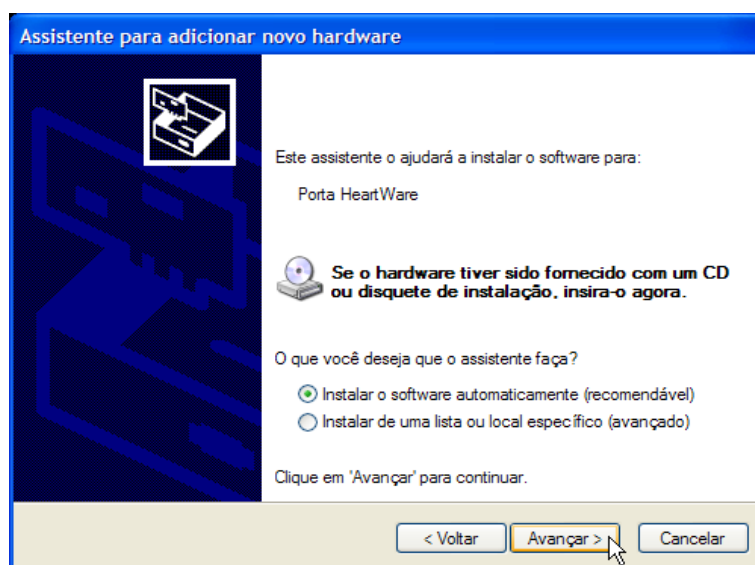 Assistente para adicionar novo hardware
Este assistente o ajudará a instalar o software para:
Porta HeartWare
Se o hardware tiver sido fornecido com um CD
ou disquete de instalação, insira-o agora.
O que você deseja que o assistente faça?
Instalar o software automaticamente (recomendável)
Instalar de uma lista ou local específico (avançado)
Clique em 'Avançar' para continuar.
< Voltar
Avançar >
Cancelar